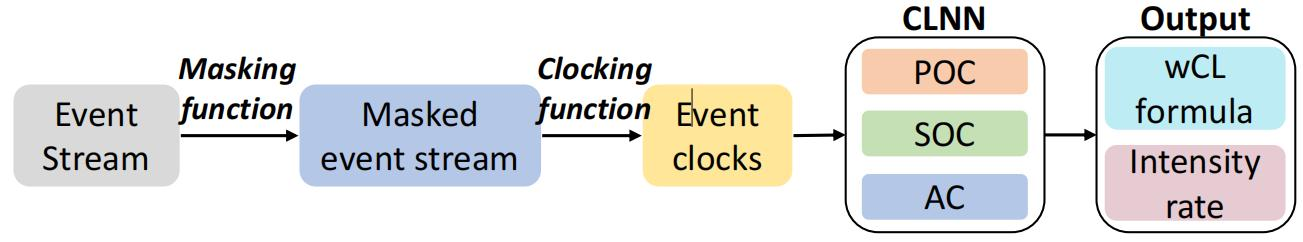 Event
Stream
Masking
function
Masked
event stream
Clocking
function
Event
clocks
CLNN
POC
SOC
AC
Output
wCL
formula
Intensity
rate